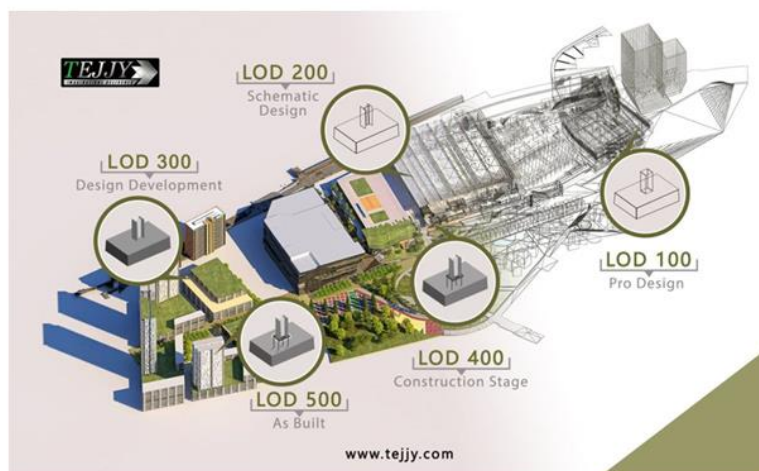 TEJJY
LOD 200
Schematic
Design
LOD 300
Design Development
LOD 100
Pro Design
LOD 400
Construction Stage
LOD 500
As Built
www.tejjy.com